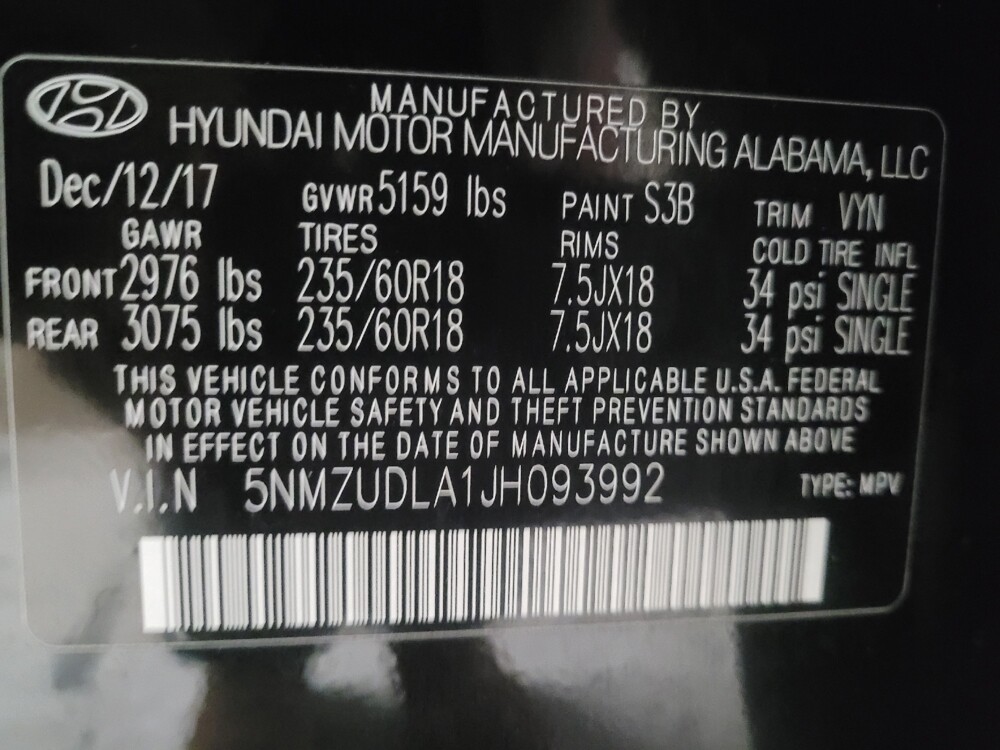 MANUFACTURED BY
HYUNDAI MOTOR MANUFACTURING ALABAMA, LLC
Dec/12/17 GVWR 5159 lbs PAINT S3B TRIM VYN
GAWR TIRES RIMS COLD TIRE INFL
FRONT 2976 lbs 235/60R18 7.5JX18 34 psi SINGLE
REAR 3075 lbs 235/60R18 7.5JX18 34 psi SINGLE
THIS VEHICLE CONFORMS TO ALL APPLICABLE U.S.A. FEDERAL
MOTOR VEHICLE SAFETY AND THEFT PREVENTION STANDARDS
IN EFFECT ON THE DATE OF MANUFACTURE SHOWN ABOVE
V.I.N 5NMZUDLA1JH093992 TYPE: MPV